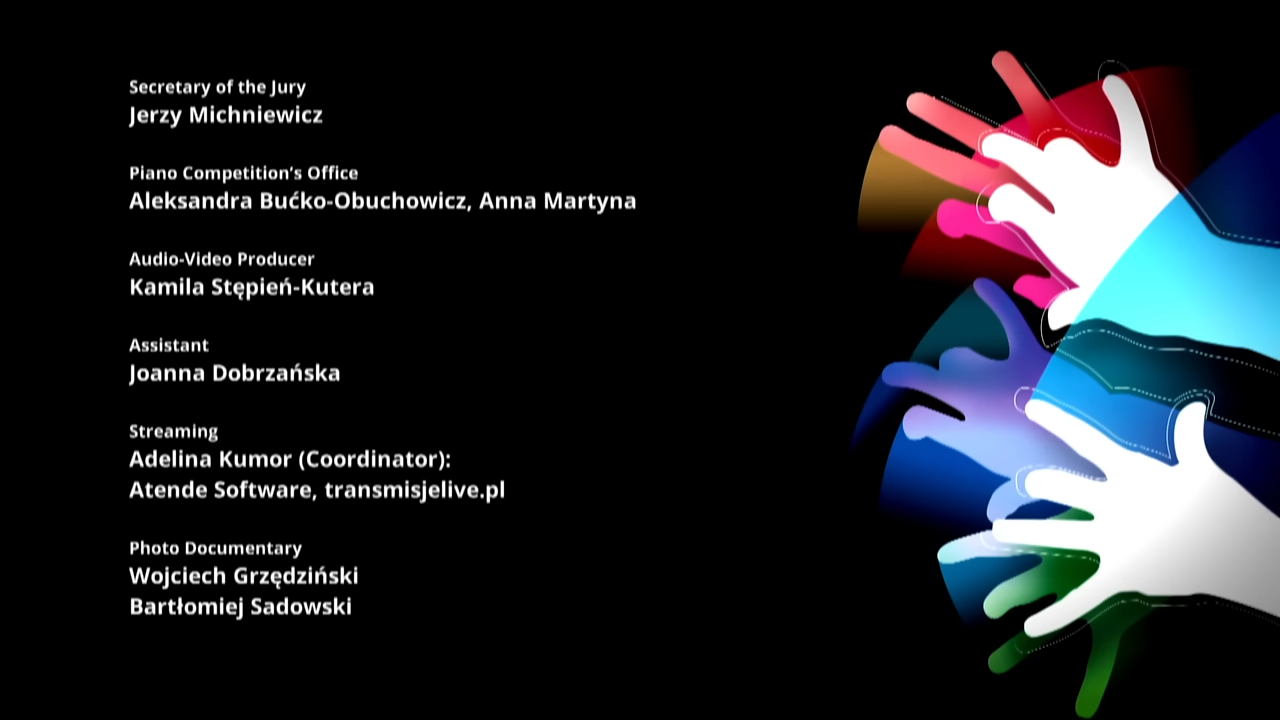 Secretary of the Jury
Jerzy Michniewicz
Piano Competition's Office
Aleksandra Bućko-Obuchowicz, Anna Martyna
Audio-Video Producer
Kamila Stępień-Kutera
Assistant
Joanna Dobrzańska
Streaming
Adelina Kumor (Coordinator):
Atende Software, transmisjelive.pl
Photo Documentary
Wojciech Grzędziński
Bartłomiej Sadowski